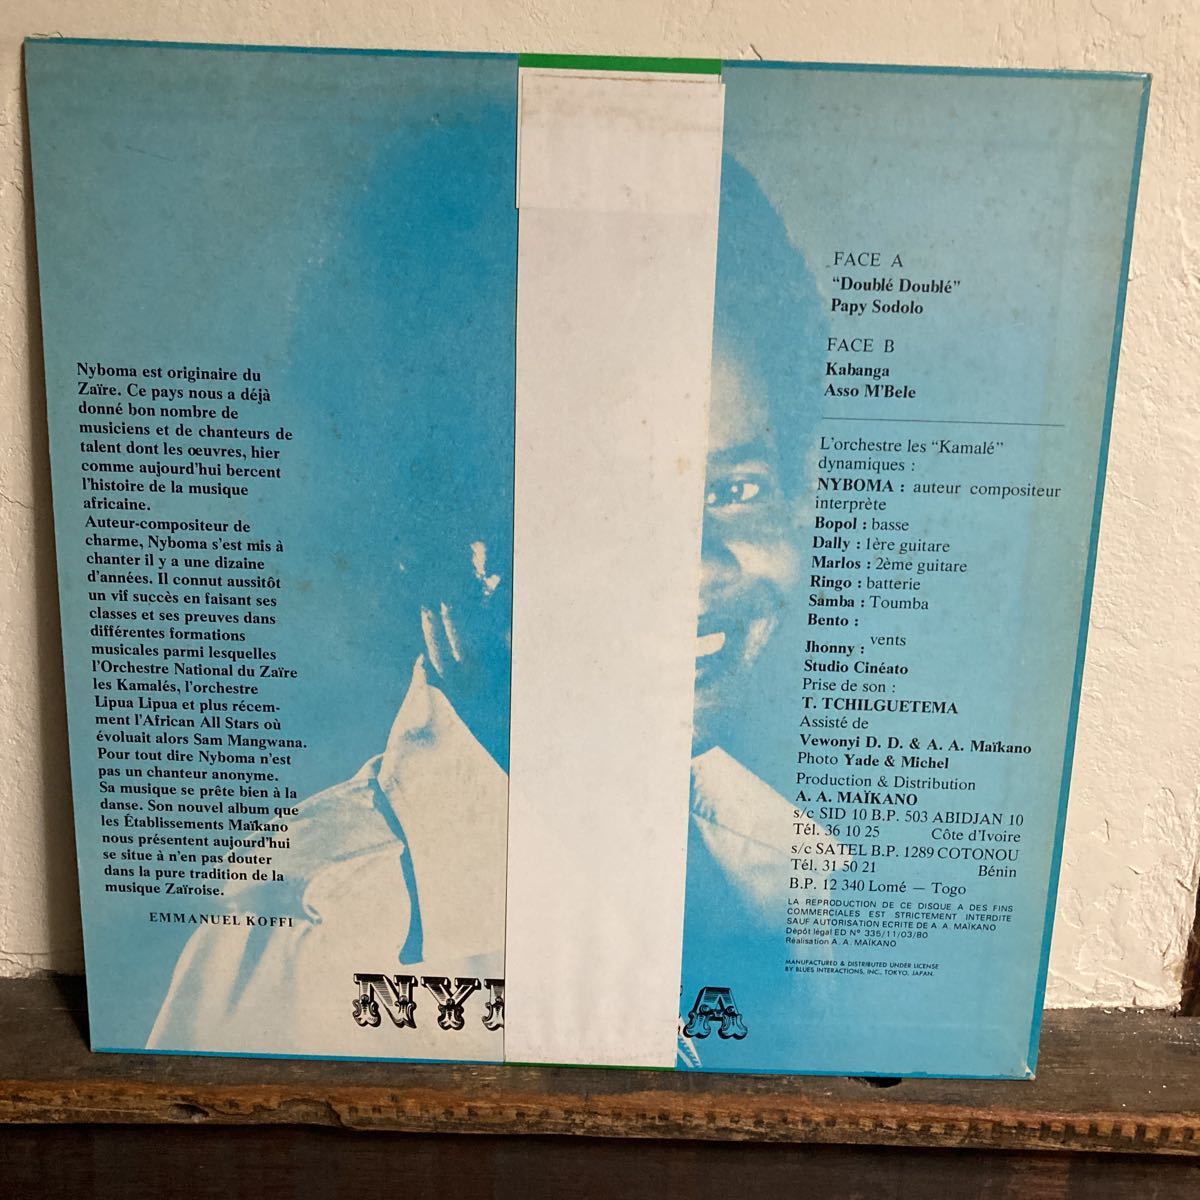 Nyboma est originaire du
Zaïre. Ce pays nous a déjà
donné bon nombre de
musiciens et de chanteurs de
talent dont les œuvres, hier
comme aujourd'hui bercent
l'histoire de la musique
africaine.
Auteur-compositeur de
charme, Nyboma s'est mis à
chanter il y a une dizaine
d'années. Il connut aussitôt
un vif succès en faisant ses
classes et ses preuves dans
différentes formations
musicales parmi lesquelles
l'Orchestre National du Zaïre
les Kamalés, l'orchestre
Lipua Lipua et plus récem-
ment l'African All Stars où
évoluait alors Sam Mangwana.
Pour tout dire Nyboma n'est
pas un chanteur anonyme.
Sa musique se prête bien à la
danse. Son nouvel album que
les Établissements Maïkano
nous présentent aujourd'hui
se situe à n'en pas douter
dans la pure tradition de la
musique Zaïroise.
EMMANUEL KOFFI
FACE A
"Doublé Doublé"
Papy Sodolo
FACE B
Kabanga
Asso M'Bele
L'orchestre les "Kamalé"
dynamiques :
NYBOMA : auteur compositeur
interprète
Bopol : basse
Dally : 1ère guitare
Marlos : 2ème guitare
Ringo : batterie
Samba : Toumba
Bento :
vents
Jhonny :
Studio Cinéato
Prise de son :
T. TCHILGUETEMA
Assisté de
Vewonyi D. D. & A. A. Maïkano
Photo Yade & Michel
Production & Distribution
A. A. MAÏKANO
s/c SID 10 B.P. 503 ABIDJAN 10
Tél. 36 10 25 Côte d'Ivoire
s/c SATEL B.P. 1289 COTONOU
Tél. 31 50 21 Bénin
B.P. 12 340 Lomé — Togo
LA REPRODUCTION DE CE DISQUE A DES FINS
COMMERCIALES EST STRICTEMENT INTERDITE
SAUF AUTORISATION ECRITE DE A. A. MAÏKANO
Dépôt légal ED N° 335/11/03/80
Réalisation A. A. MAÏKANO
MANUFACTURED & DISTRIBUTED UNDER LICENSE
BY BLUES INTERACTIONS, INC., TOKYO, JAPAN.
NY A